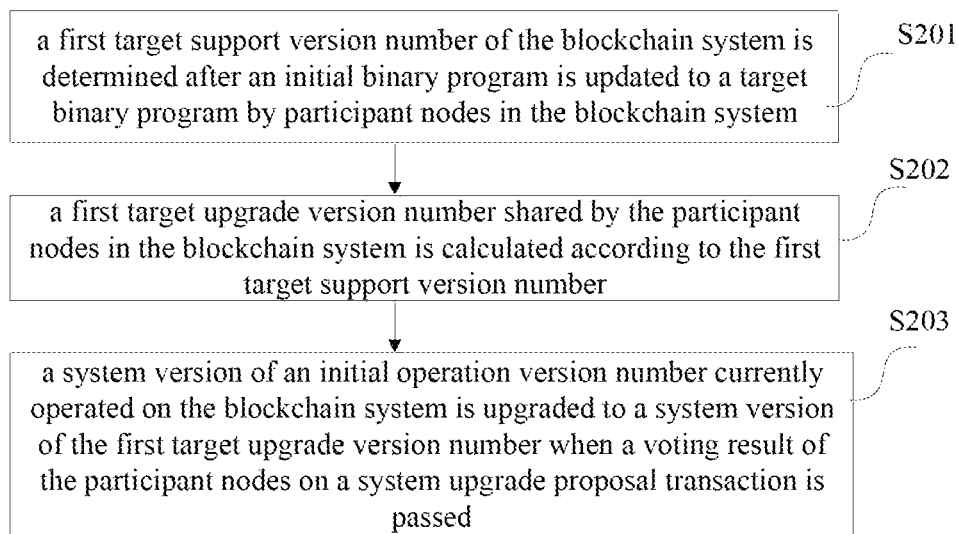 a first target support version number of the blockchain system is
determined after an initial binary program is updated to a target
binary program by participant nodes in the blockchain system
S201
a first target upgrade version number shared by the participant
nodes in the blockchain system is calculated according to the first
target support version number
S202
a system version of an initial operation version number currently
operated on the blockchain system is upgraded to a system version
of the first target upgrade version number when a voting result of
the participant nodes on a system upgrade proposal transaction is
passed
S203